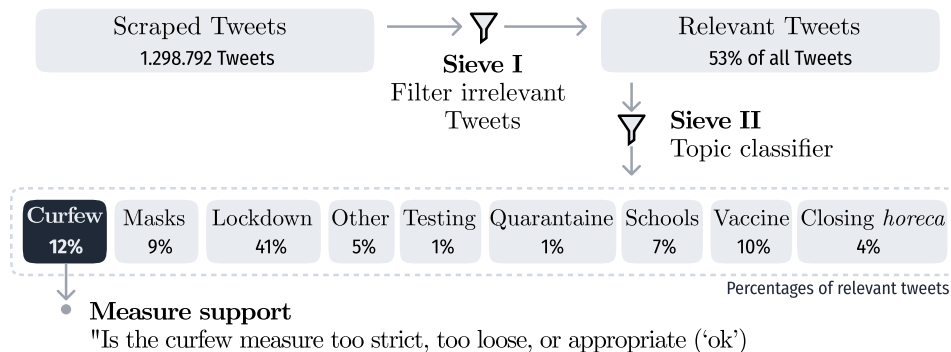 Scraped Tweets
1.298.792 Tweets
Sieve I
Filter irrelevant
Tweets
Relevant Tweets
53% of all Tweets
Sieve II
Topic classifier
Curfew
12%
Masks
9%
Lockdown
41%
Other
5%
Testing
1%
Quarantaine
1%
Schools
7%
Vaccine
10%
Closing horeca
4%
Percentages of relevant tweets
Measure support
"Is the curfew measure too strict, too loose, or appropriate (‘ok’)